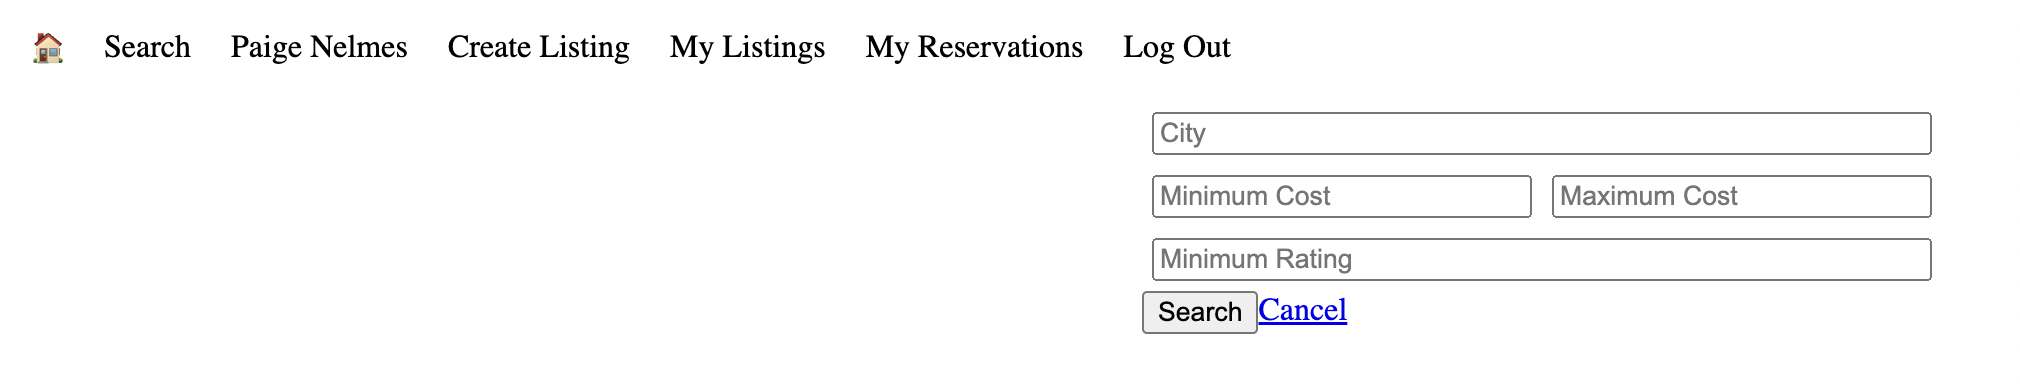 Search Paige Nelmes Create Listing My Listings My Reservations Log Out
City
Minimum Cost Maximum Cost
Minimum Rating
Search Cancel